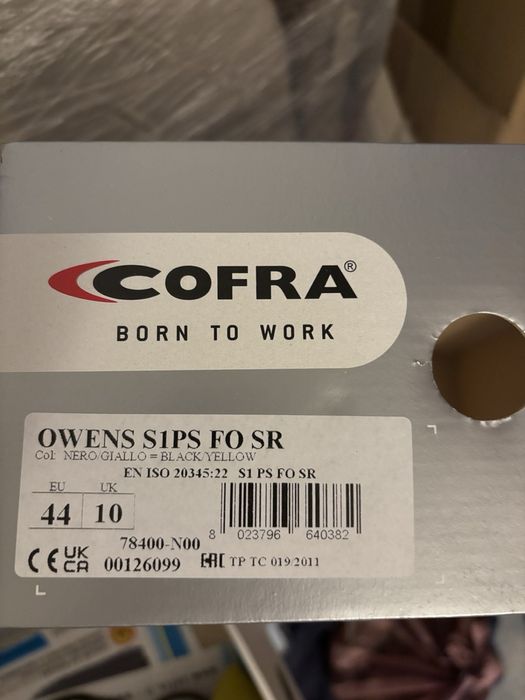 COFRA®
BORN TO WORK
OWENS S1PS FO SR
Col: NERO/GIALLO = BLACK/YELLOW
EN ISO 20345:22 S1 PS FO SR
EU UK
44 10
8 023796 640382
78400-N00
CE UK CA 00126099 EAC TP TC 019/2011